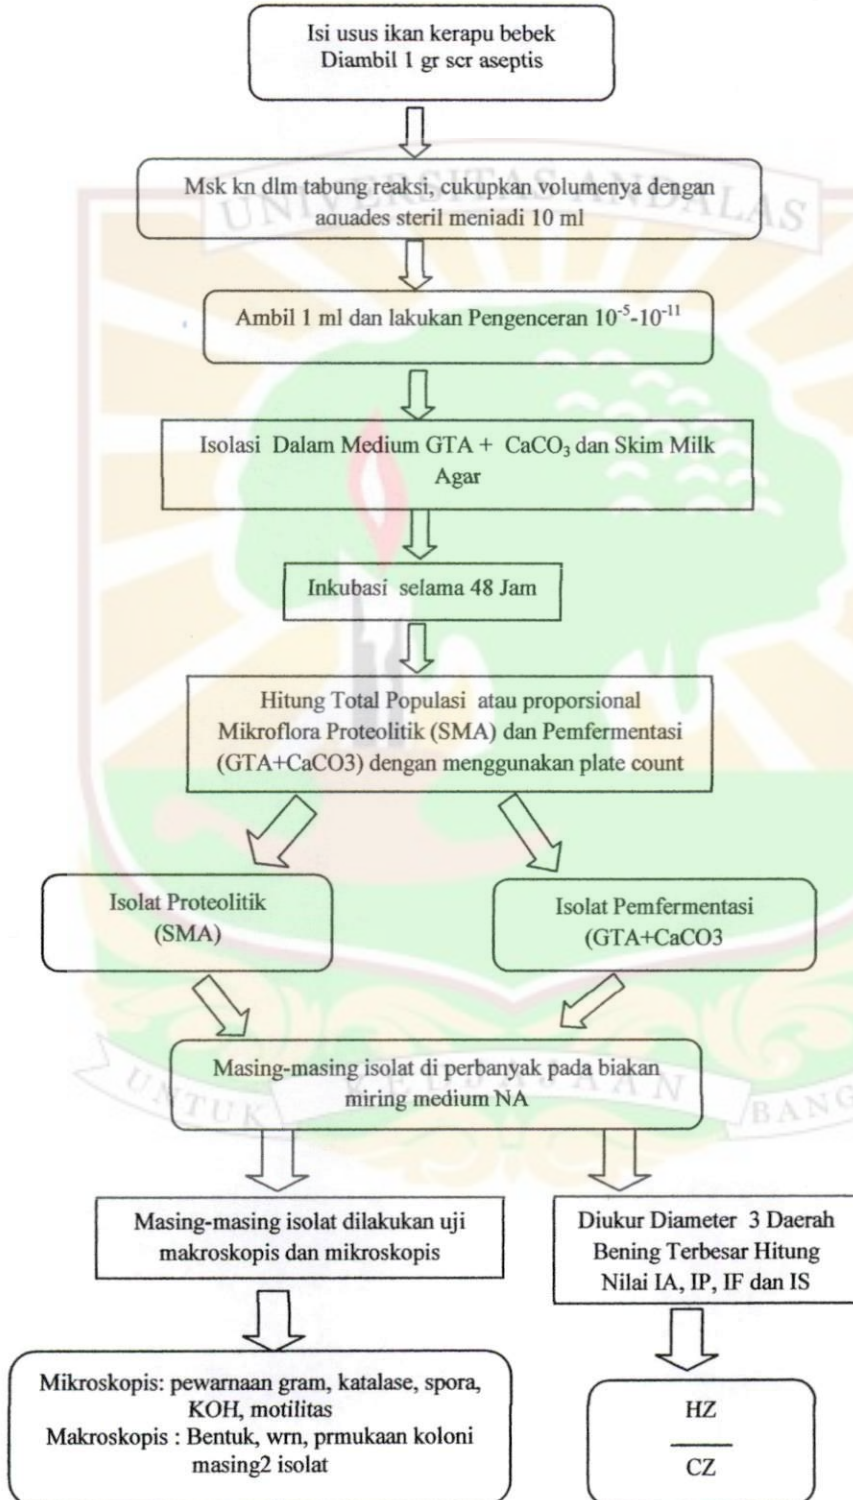 Isi usus ikan kerapu bebek
Diambil 1 gr scr aseptis
Msk kn dlm tabung reaksi, cukupkan volumenya dengan
aquades steril menjadi 10 ml
UNIVERSITAS ANDALAS
Ambil 1 ml dan lakukan Pengenceran 10⁻⁵-10⁻¹¹
Isolasi Dalam Medium GTA + CaCO₃ dan Skim Milk
Agar
Inkubasi selama 48 Jam
Hitung Total Populasi atau proporsional
Mikroflora Proteolitik (SMA) dan Pemfermentasi
(GTA+CaCO3) dengan menggunakan plate count
Isolat Proteolitik
(SMA)
Isolat Pemfermentasi
(GTA+CaCO3
Masing-masing isolat di perbanyak pada biakan
miring medium NA
UNTUK KEDJAJAAN BANG
Masing-masing isolat dilakukan uji
makroskopis dan mikroskopis
Diukur Diameter 3 Daerah
Bening Terbesar Hitung
Nilai IA, IP, IF dan IS
Mikroskopis: pewarnaan gram, katalase, spora,
KOH, motilitas
Makroskopis : Bentuk, wrn, prmukaan koloni
masing2 isolat
HZ
CZ